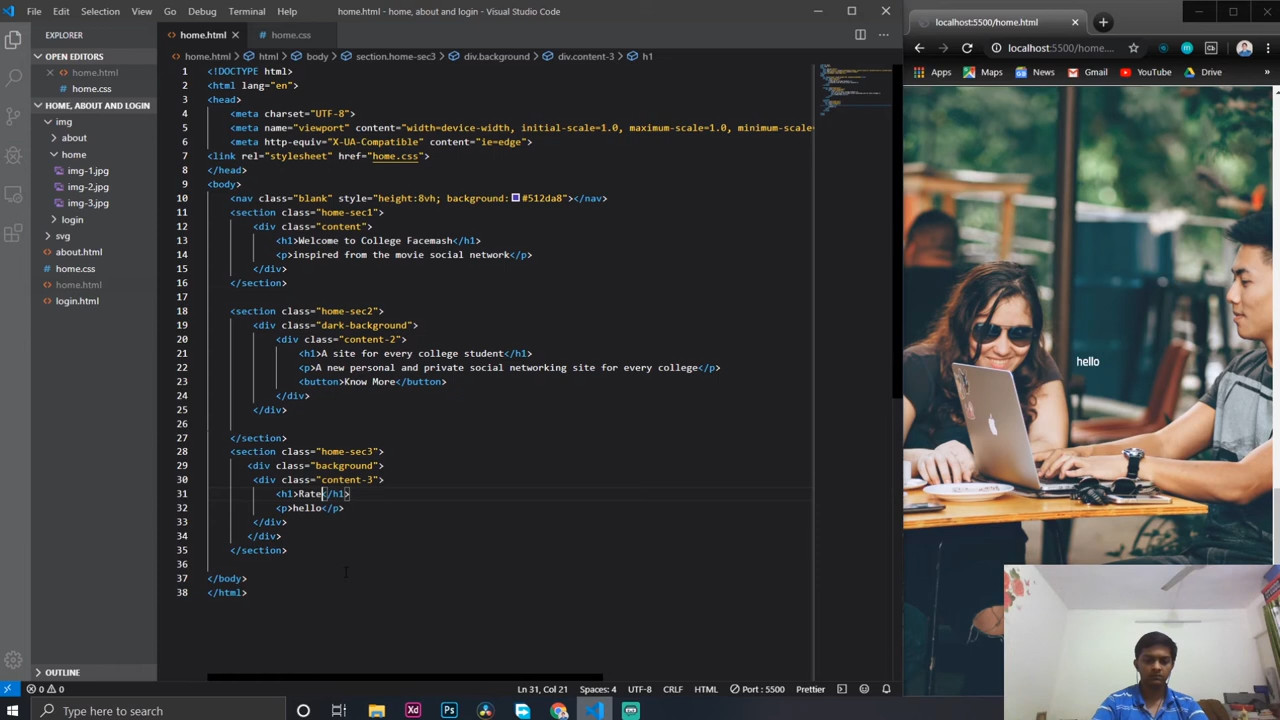 File Edit Selection View Go Debug Terminal Help
home.html - home, about and login - Visual Studio Code
localhost:5500/home.html
EXPLORER
home.html
home.css
localhost:5500/home....
OPEN EDITORS
home.html > html > body > section.home-sec3 > div.background > div.content-3 > h1
home.html
home.css
Apps Maps News Gmail YouTube Drive »
HOME, ABOUT AND LOGIN
img
about
home
img-1.jpg
img-2.jpg
img-3.jpg
login
svg
about.html
home.css
home.html
login.html
OUTLINE
1 <!DOCTYPE html>
2 <html lang="en">
3 <head>
4 <meta charset="UTF-8">
5 <meta name="viewport" content="width=device-width, initial-scale=1.0, maximum-scale=1.0, minimum-scale=
6 <meta http-equiv="X-UA-Compatible" content="ie=edge">
7 <link rel="stylesheet" href="home.css">
8 </head>
9 <body>
10 <nav class="blank" style="height:8vh; background:#512da8"></nav>
11 <section class="home-sec1">
12 <div class="content">
13 <h1>Welcome to College Facemash</h1>
14 <p>inspired from the movie social network</p>
15 </div>
16 </section>
17
18 <section class="home-sec2">
19 <div class="dark-background">
20 <div class="content-2">
21 <h1>A site for every college student</h1>
22 <p>A new personal and private social networking site for every college</p>
23 <button>Know More</button>
24 </div>
25 </div>
26
27 </section>
28 <section class="home-sec3">
29 <div class="background">
30 <div class="content-3">
31 <h1>Rate</h1>
32 <p>hello</p>
33 </div>
34 </div>
35 </section>
36
37 </body>
38 </html>
hello
0 0
Ln 31, Col 21 Spaces: 4 UTF-8 CRLF HTML Port : 5500 Prettier
Type here to search
Xd
Ps